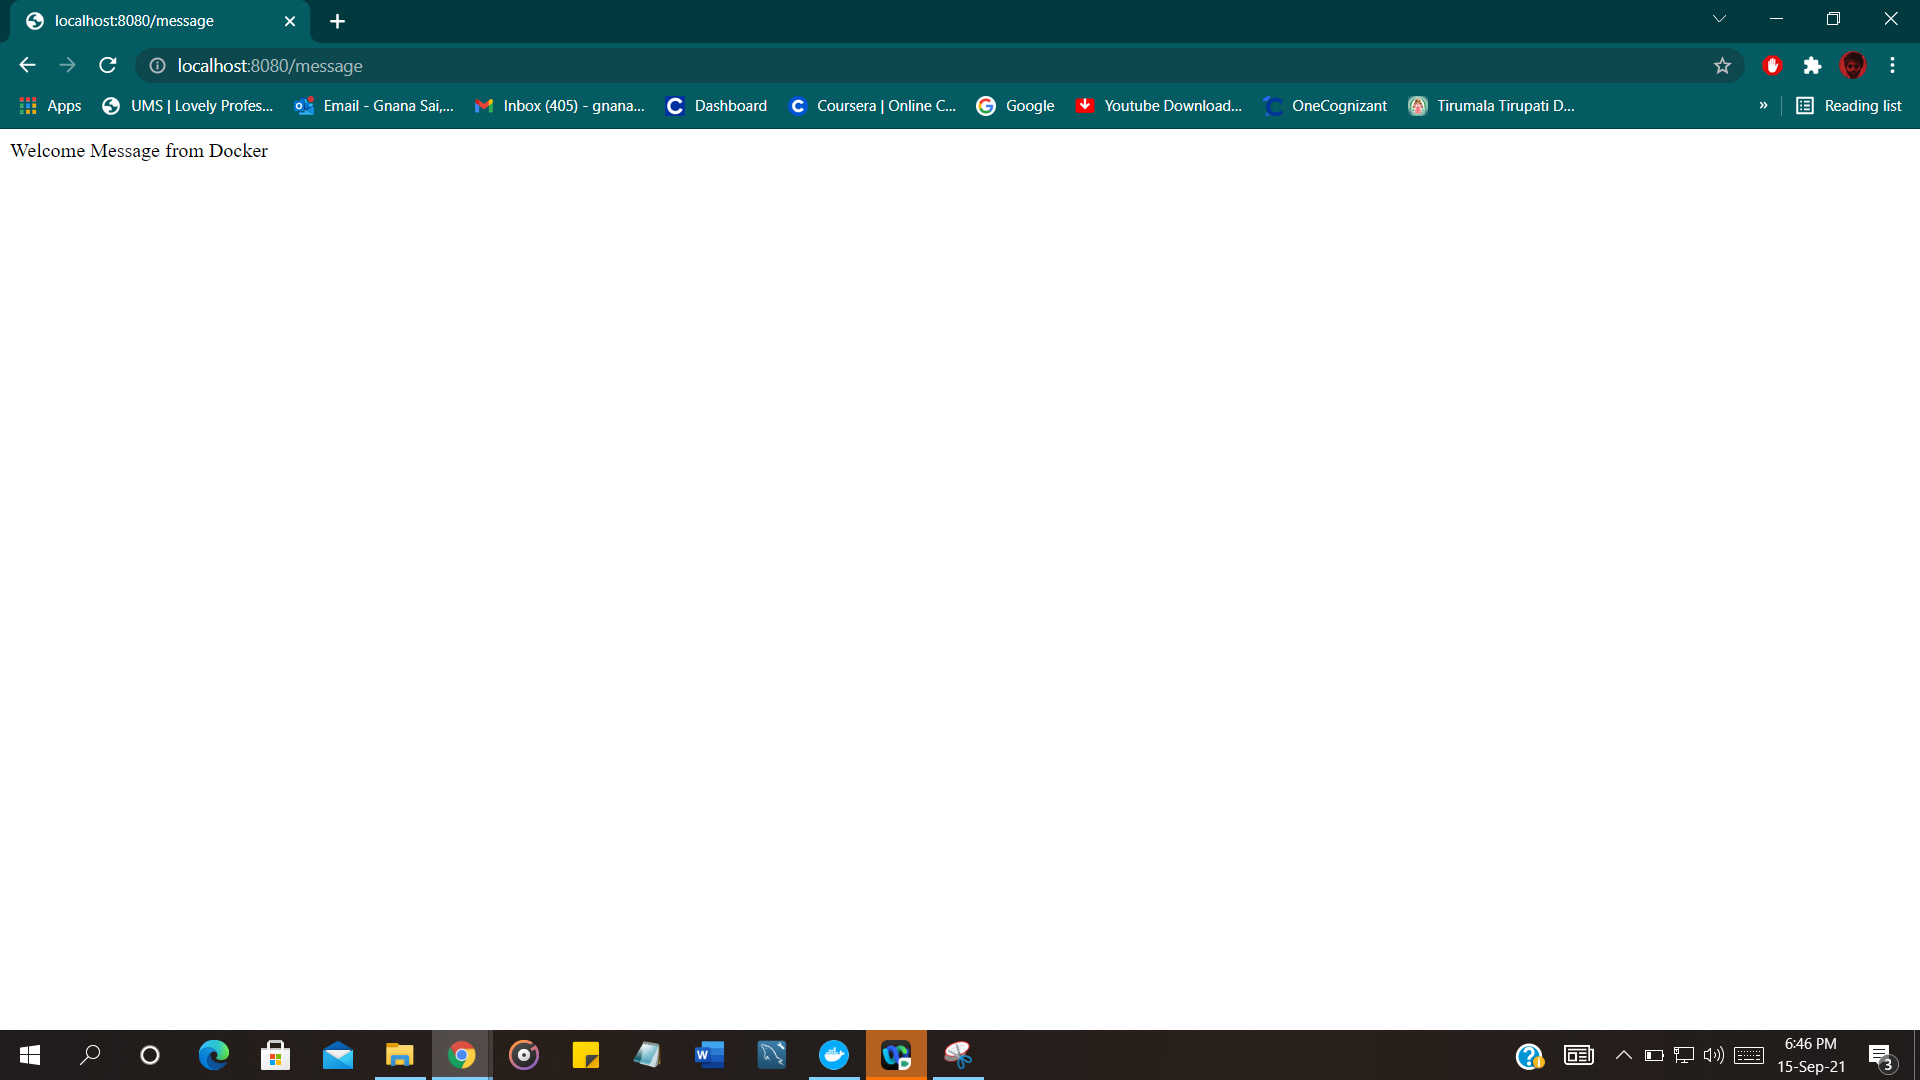 localhost:8080/message
localhost:8080/message
Apps UMS | Lovely Profes... Email - Gnana Sai,... Inbox (405) - gnana... Dashboard Coursera | Online C... Google Youtube Download... OneCognizant Tirumala Tirupati D... » Reading list
Welcome Message from Docker
6:46 PM
15-Sep-21
3